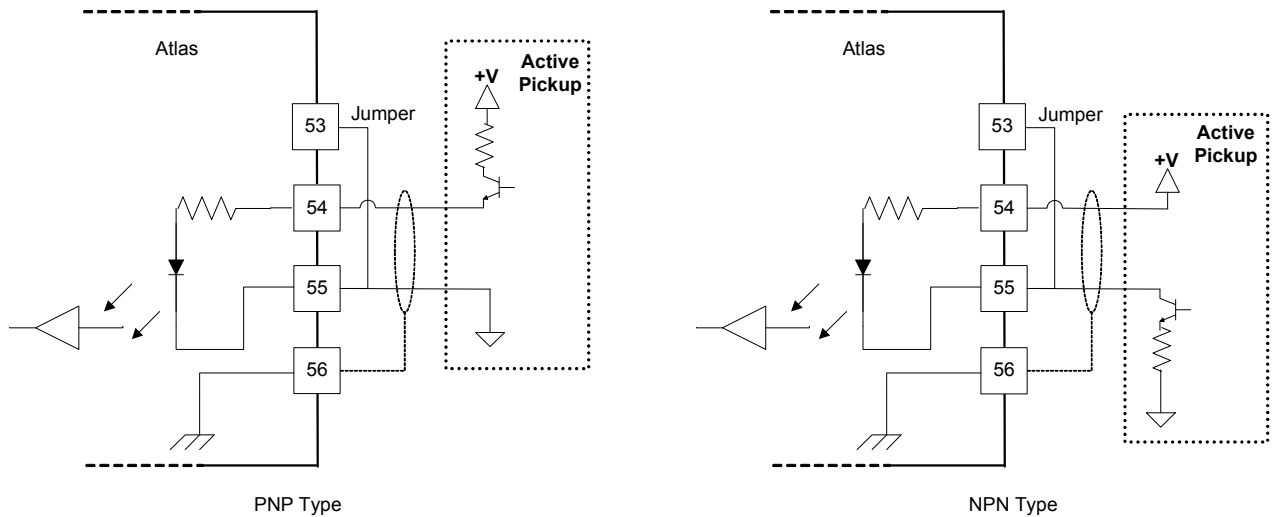 Atlas
Active
Pickup
+V
53
Jumper
54
55
56
PNP Type
Atlas
Active
Pickup
+V
53
Jumper
54
55
56
NPN Type